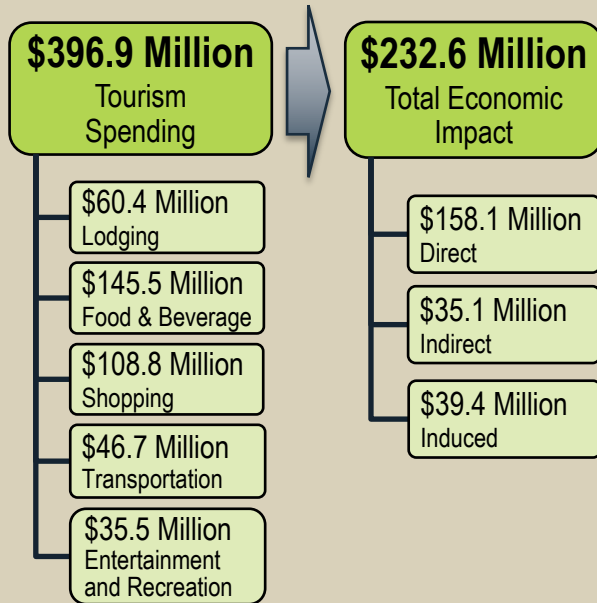 $396.9 Million
Tourism
Spending
$60.4 Million
Lodging
$145.5 Million
Food & Beverage
$108.8 Million
Shopping
$46.7 Million
Transportation
$35.5 Million
Entertainment
and Recreation
$232.6 Million
Total Economic
Impact
$158.1 Million
Direct
$35.1 Million
Indirect
$39.4 Million
Induced